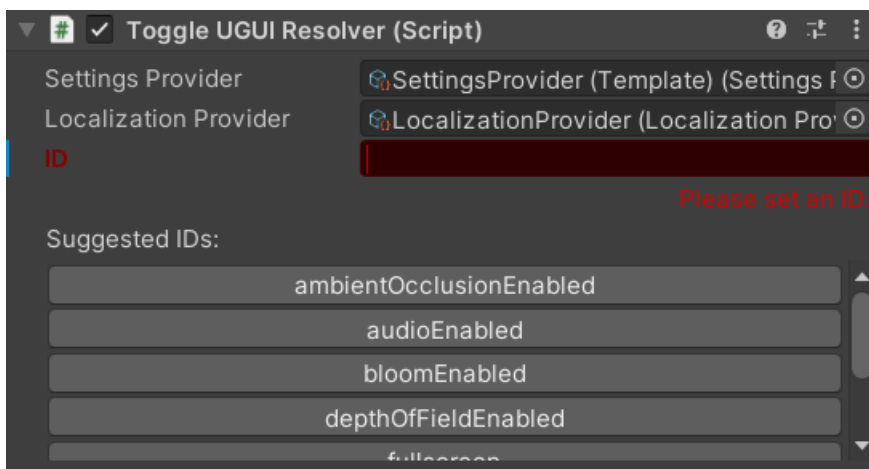 Toggle UGUI Resolver (Script)
Settings Provider
SettingsProvider (Template) (Settings
Localization Provider
LocalizationProvider (Localization Pro
ID
Please set an ID.
Suggested IDs:
ambientOcclusionEnabled
audioEnabled
bloomEnabled
depthOfFieldEnabled
fullscreen